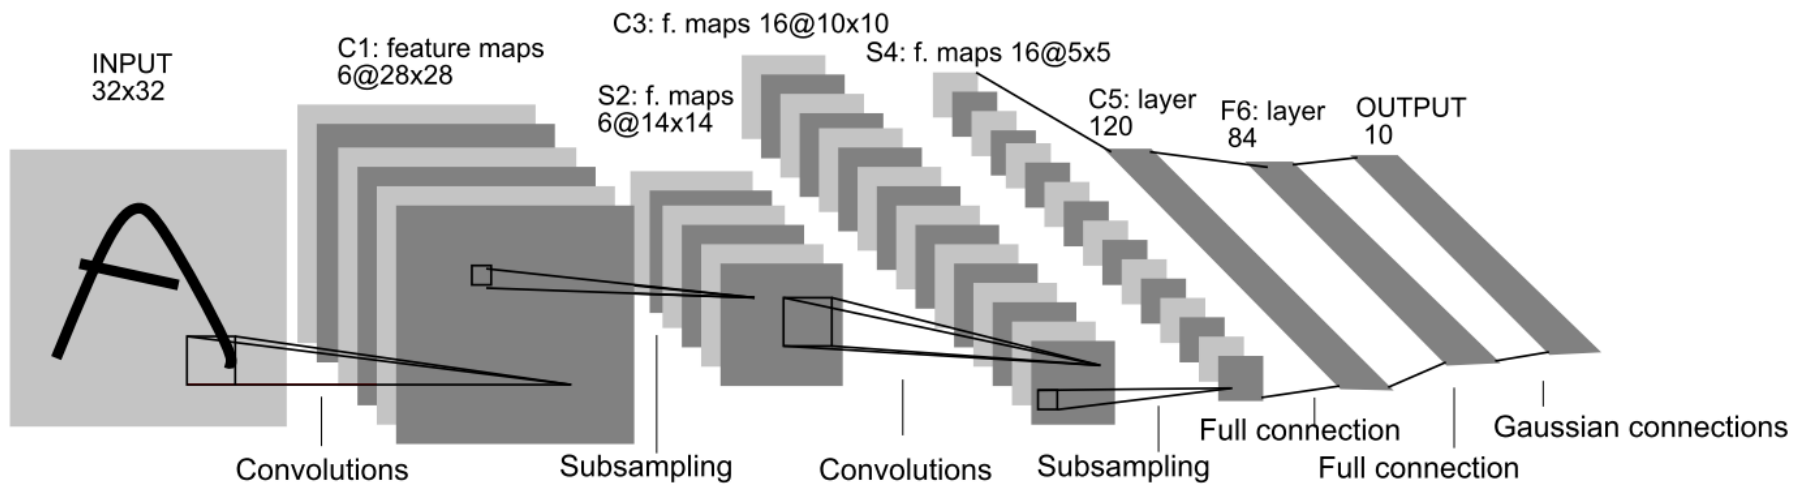 INPUT
32x32
C1: feature maps
6@28x28
S2: f. maps
6@14x14
C3: f. maps 16@10x10
S4: f. maps 16@5x5
C5: layer
120
F6: layer
84
OUTPUT
10
Convolutions
Subsampling
Convolutions
Subsampling
Full connection
Full connection
Gaussian connections